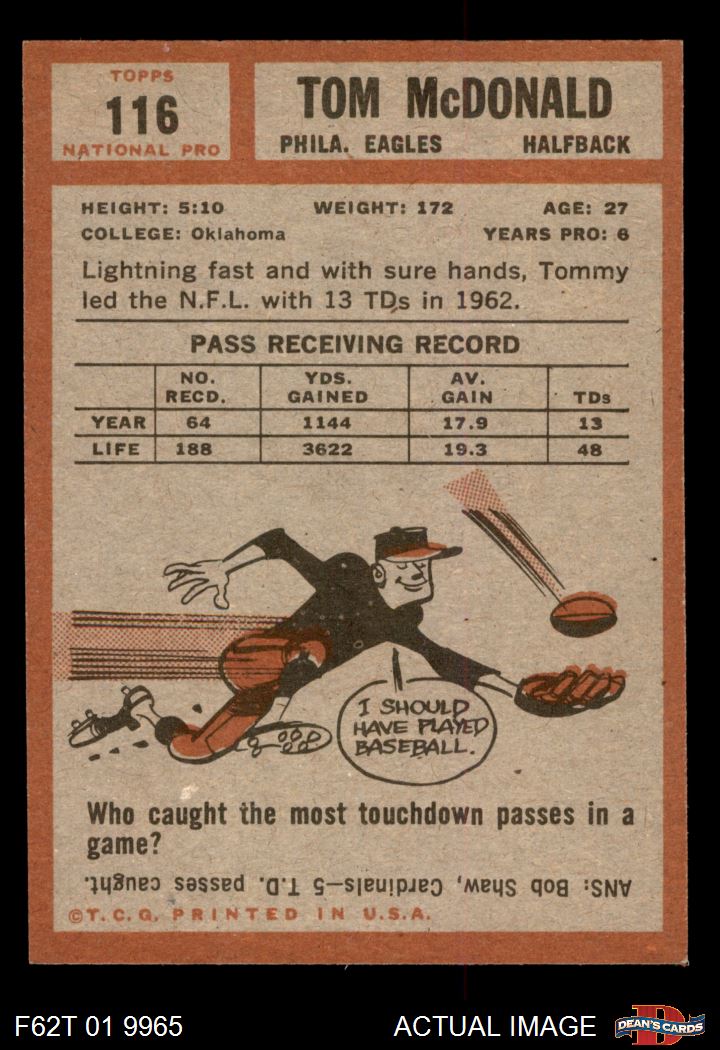 TOPPS
116
NATIONAL PRO
TOM McDONALD
PHILA. EAGLES HALFBACK
HEIGHT: 5:10 WEIGHT: 172 AGE: 27
COLLEGE: Oklahoma YEARS PRO: 6
Lightning fast and with sure hands, Tommy
led the N.F.L. with 13 TDs in 1962.
PASS RECEIVING RECORD
NO. RECD. YDS. GAINED AV. GAIN TDs
YEAR 64 1144 17.9 13
LIFE 188 3622 19.3 48
I SHOULD
HAVE PLAYED
BASEBALL.
Who caught the most touchdown passes in a
game?
ANS: Bob Shaw, Cardinals—5 T.D. passes caught.
©T.C.G. PRINTED IN U.S.A.
F62T 01 9965 ACTUAL IMAGE D DEAN'S CARDS